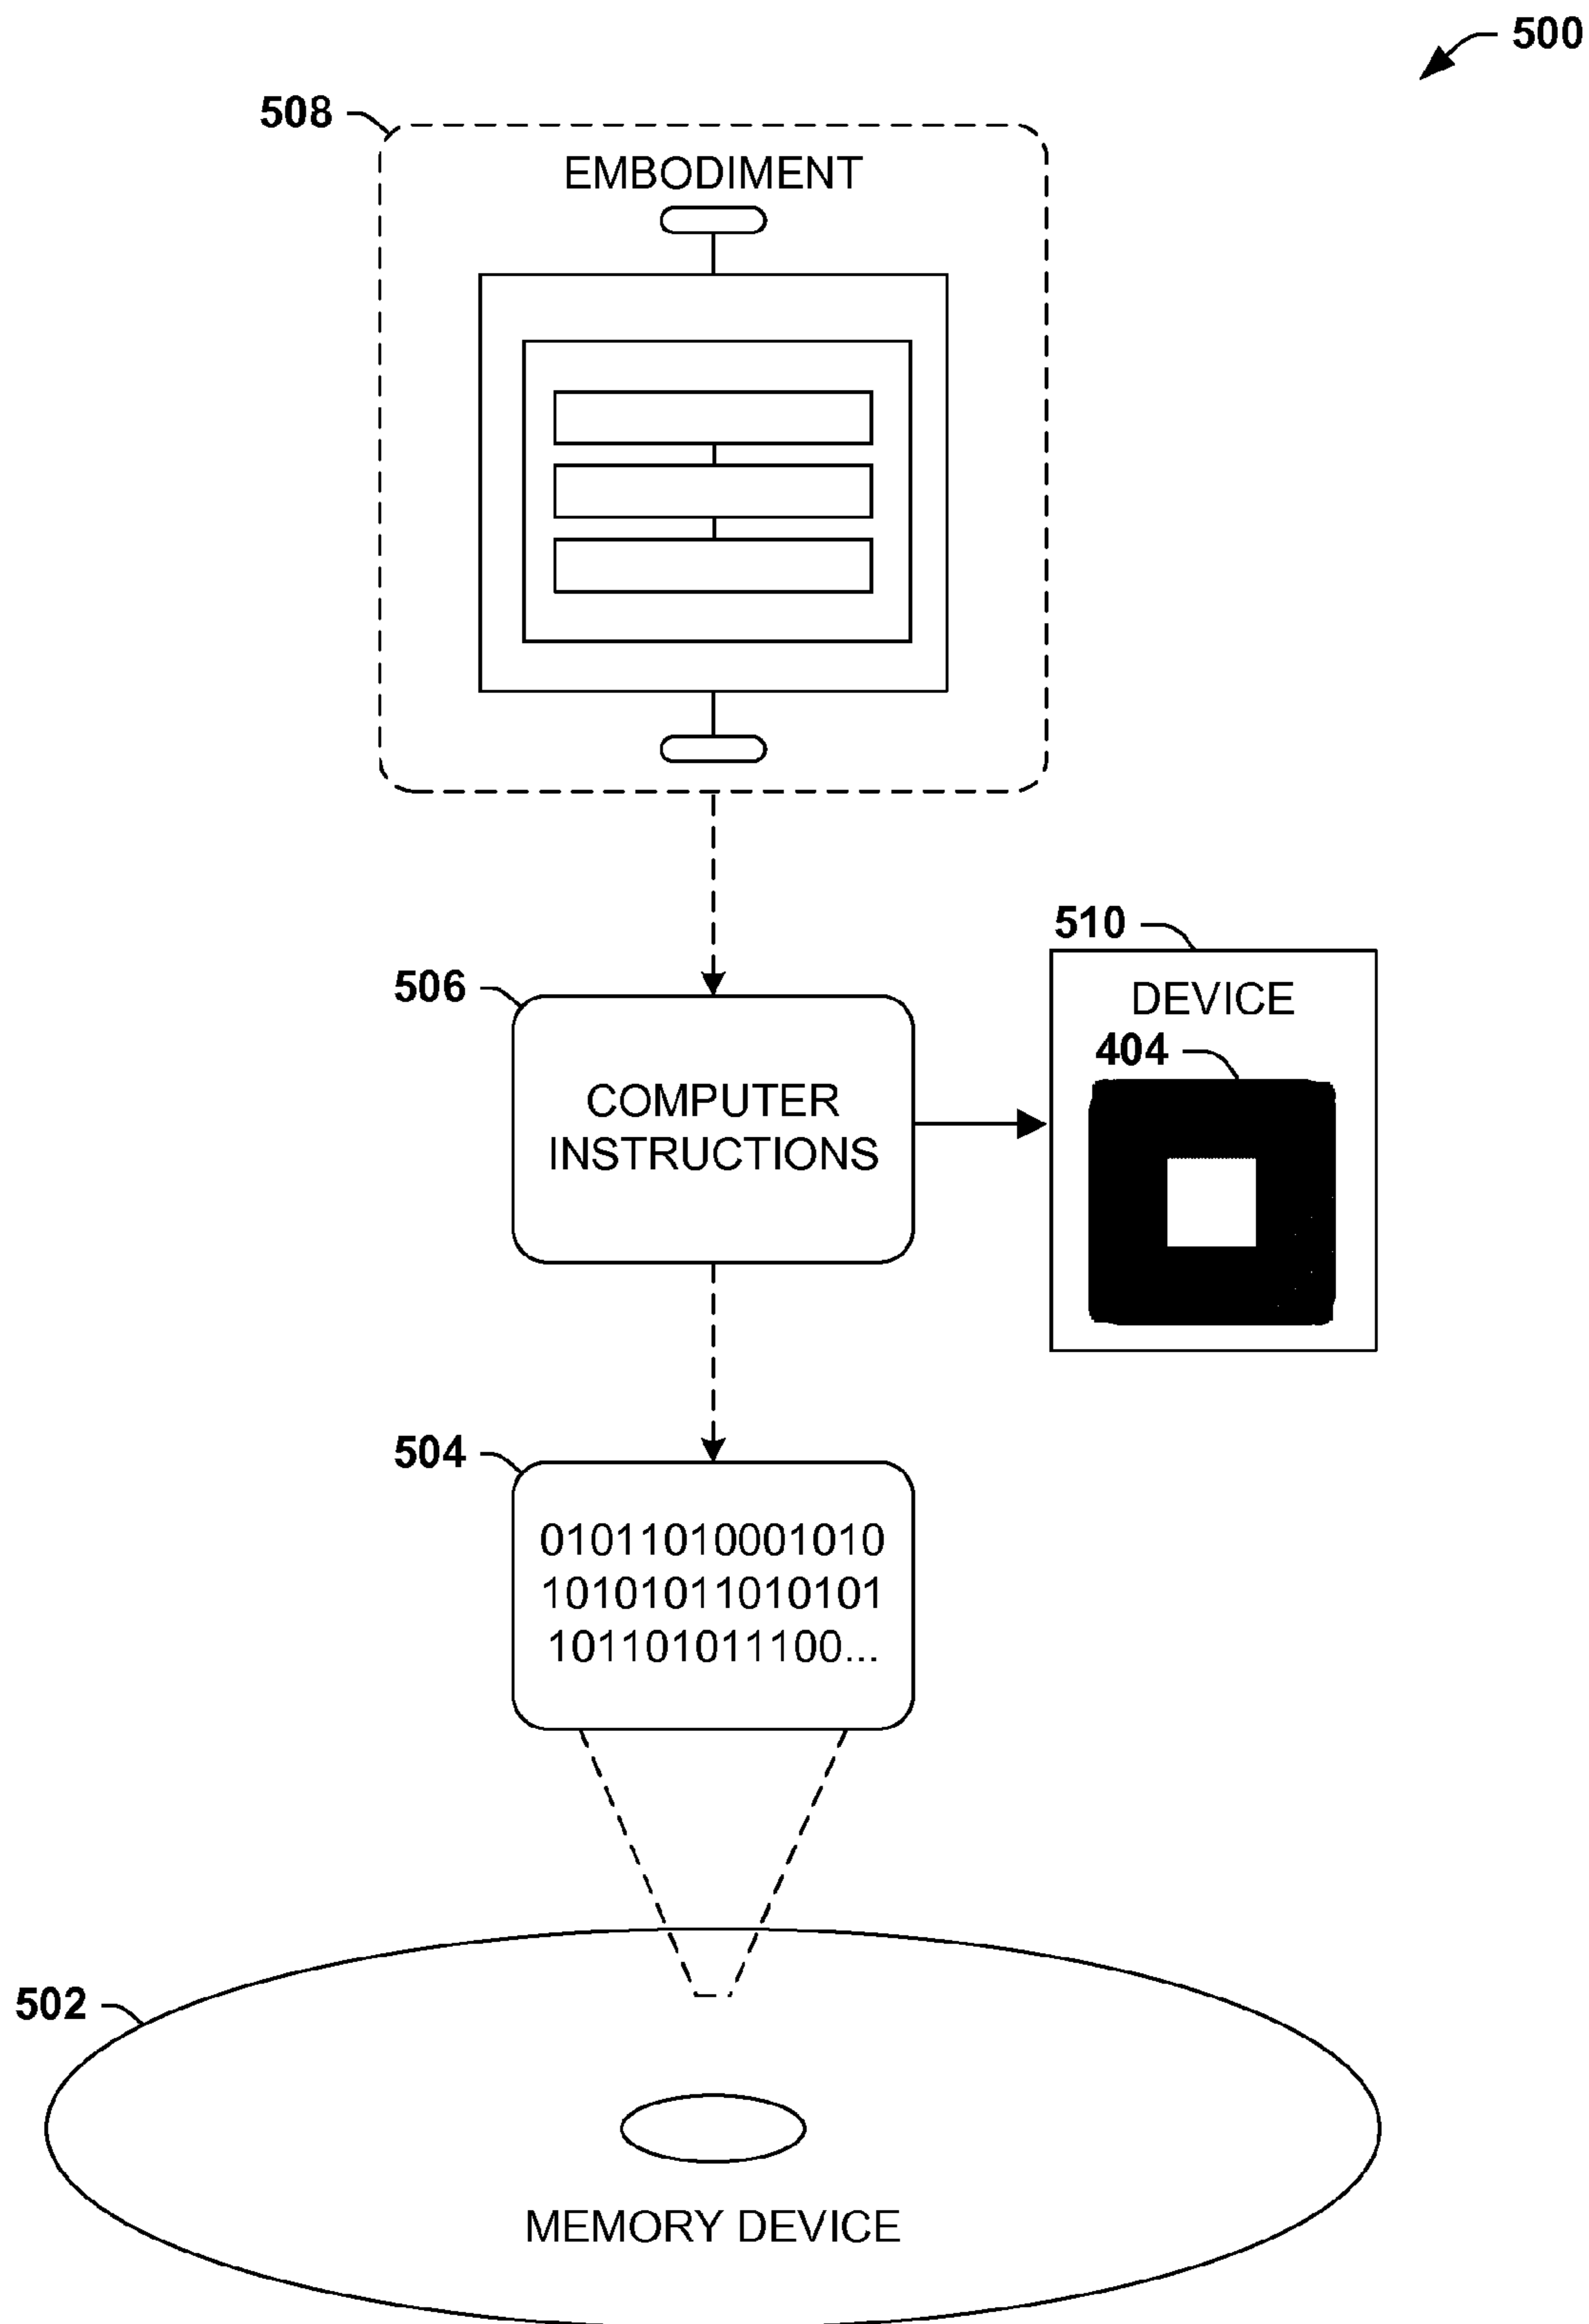 500
508
EMBODIMENT
510
506
DEVICE
404
COMPUTER
INSTRUCTIONS
504
01011010001010
10101011010101
101101011100...
502
MEMORY DEVICE